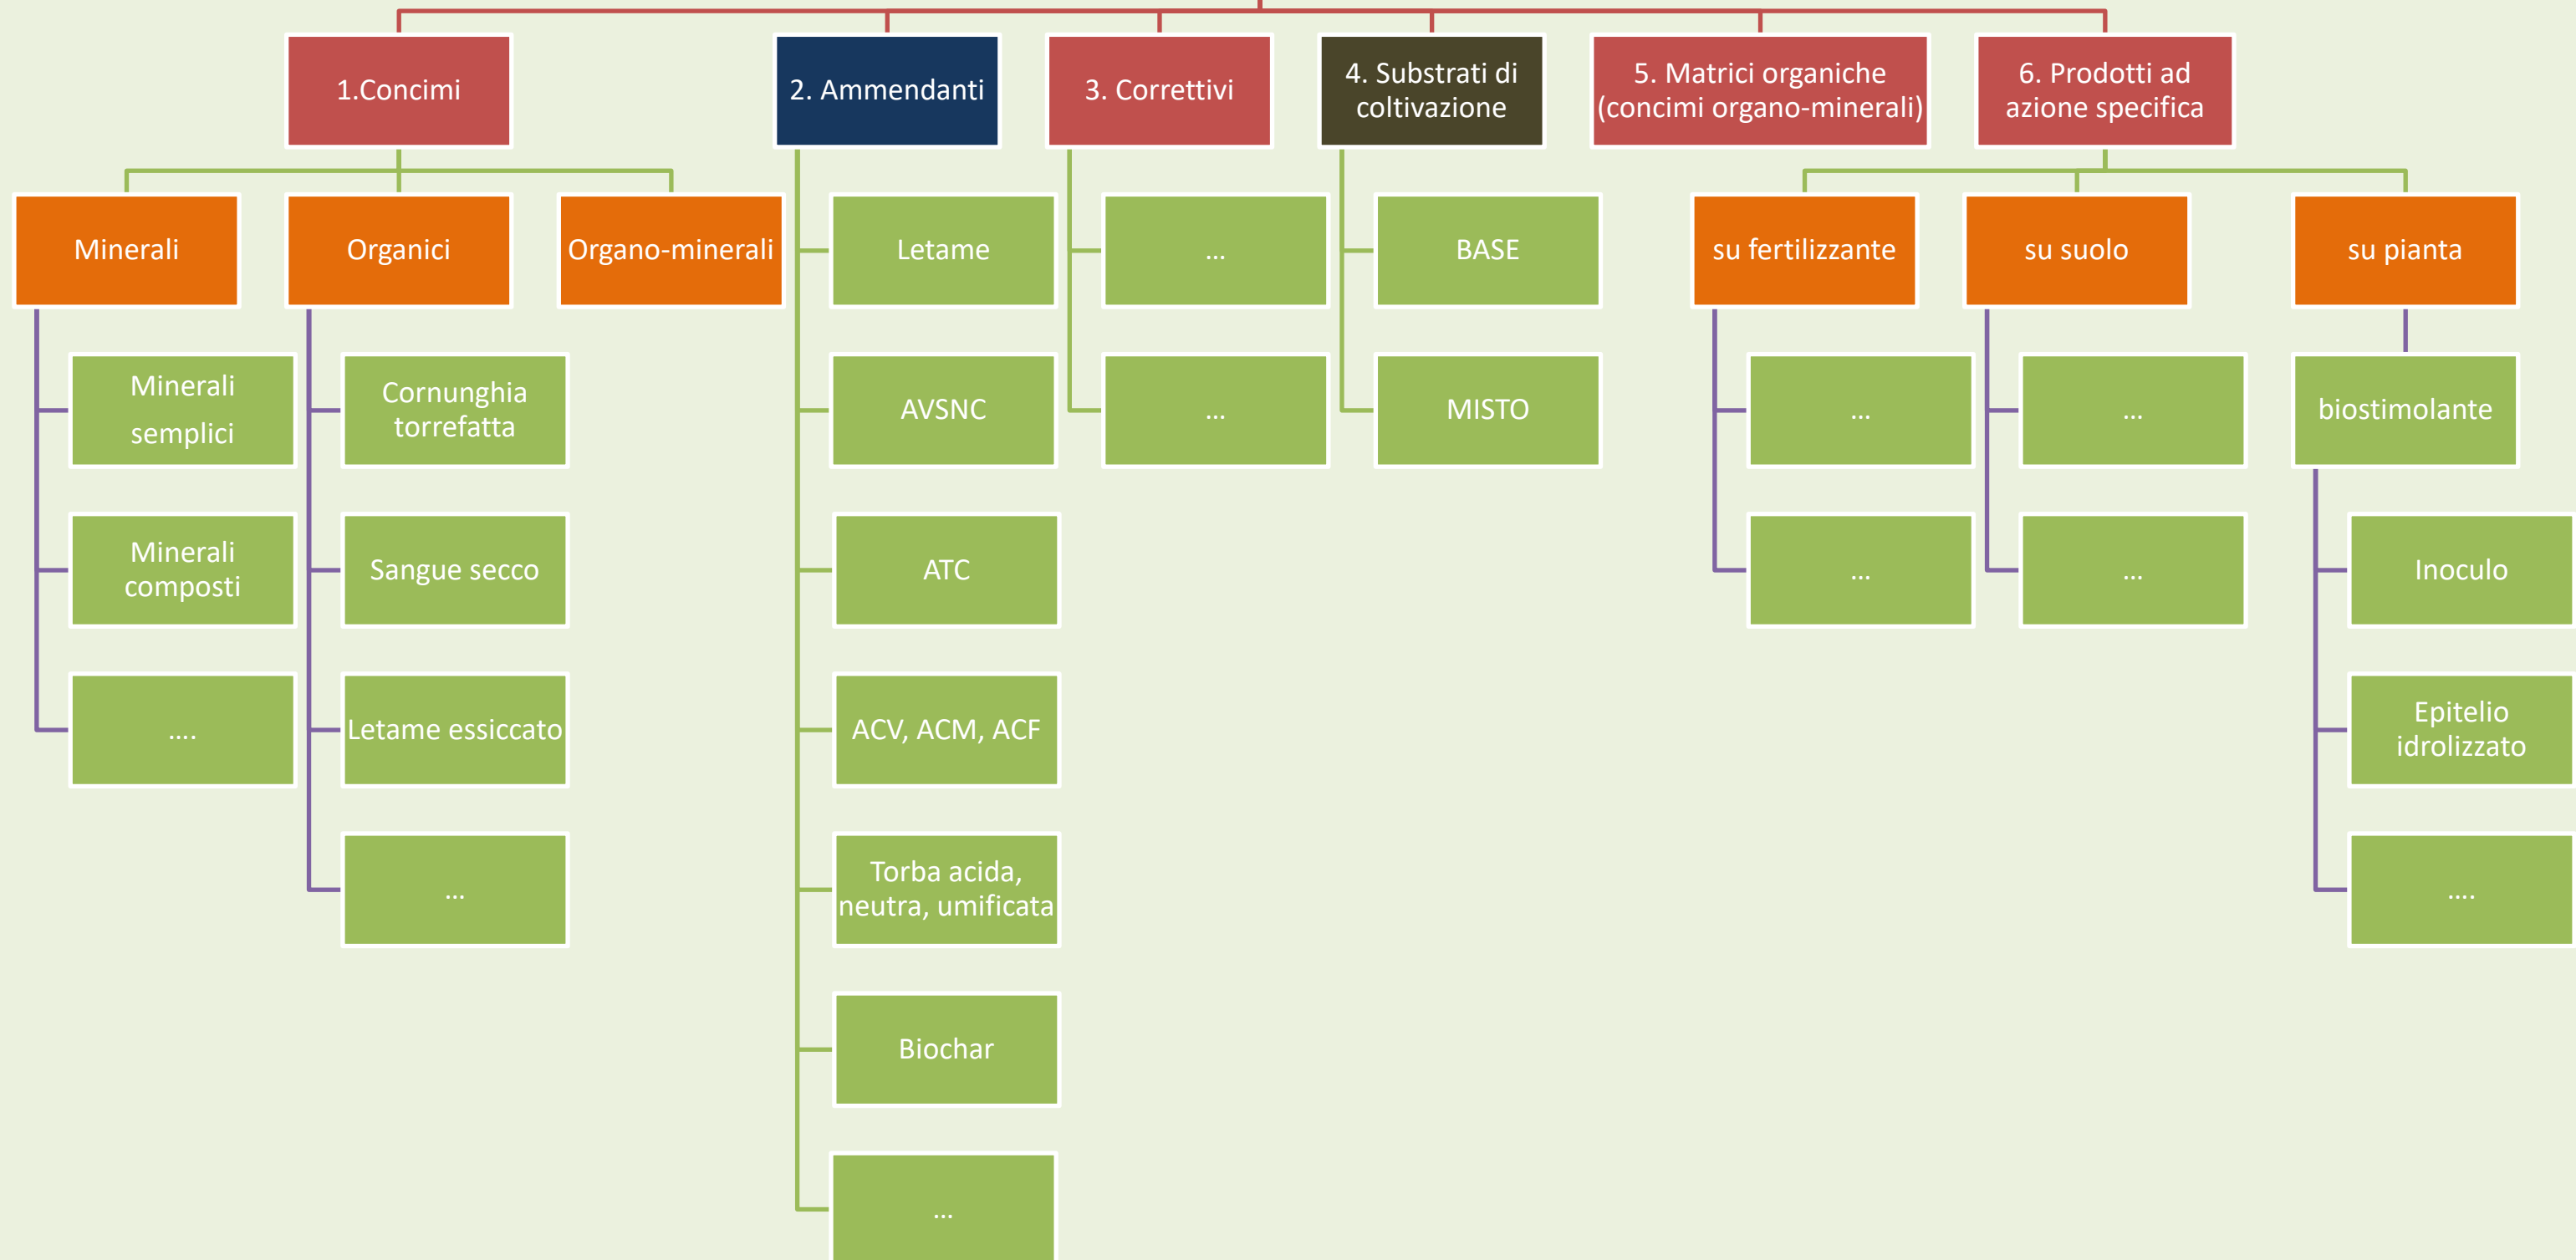 1.Concimi
2. Ammendanti
3. Correttivi
4. Substrati di
coltivazione
5. Matrici organiche
(concimi organo-minerali)
6. Prodotti ad
azione specifica
Minerali
Organici
Organo-minerali
Letame
...
BASE
su fertilizzante
su suolo
su pianta
Minerali
semplici
Cornunghia
torrefatta
AVSNC
...
MISTO
...
...
biostimolante
Minerali
composti
Sangue secco
ATC
...
...
Inoculo
....
Letame essiccato
ACV, ACM, ACF
Epitelio
idrolizzato
...
Torba acida,
neutra, umificata
....
Biochar
...